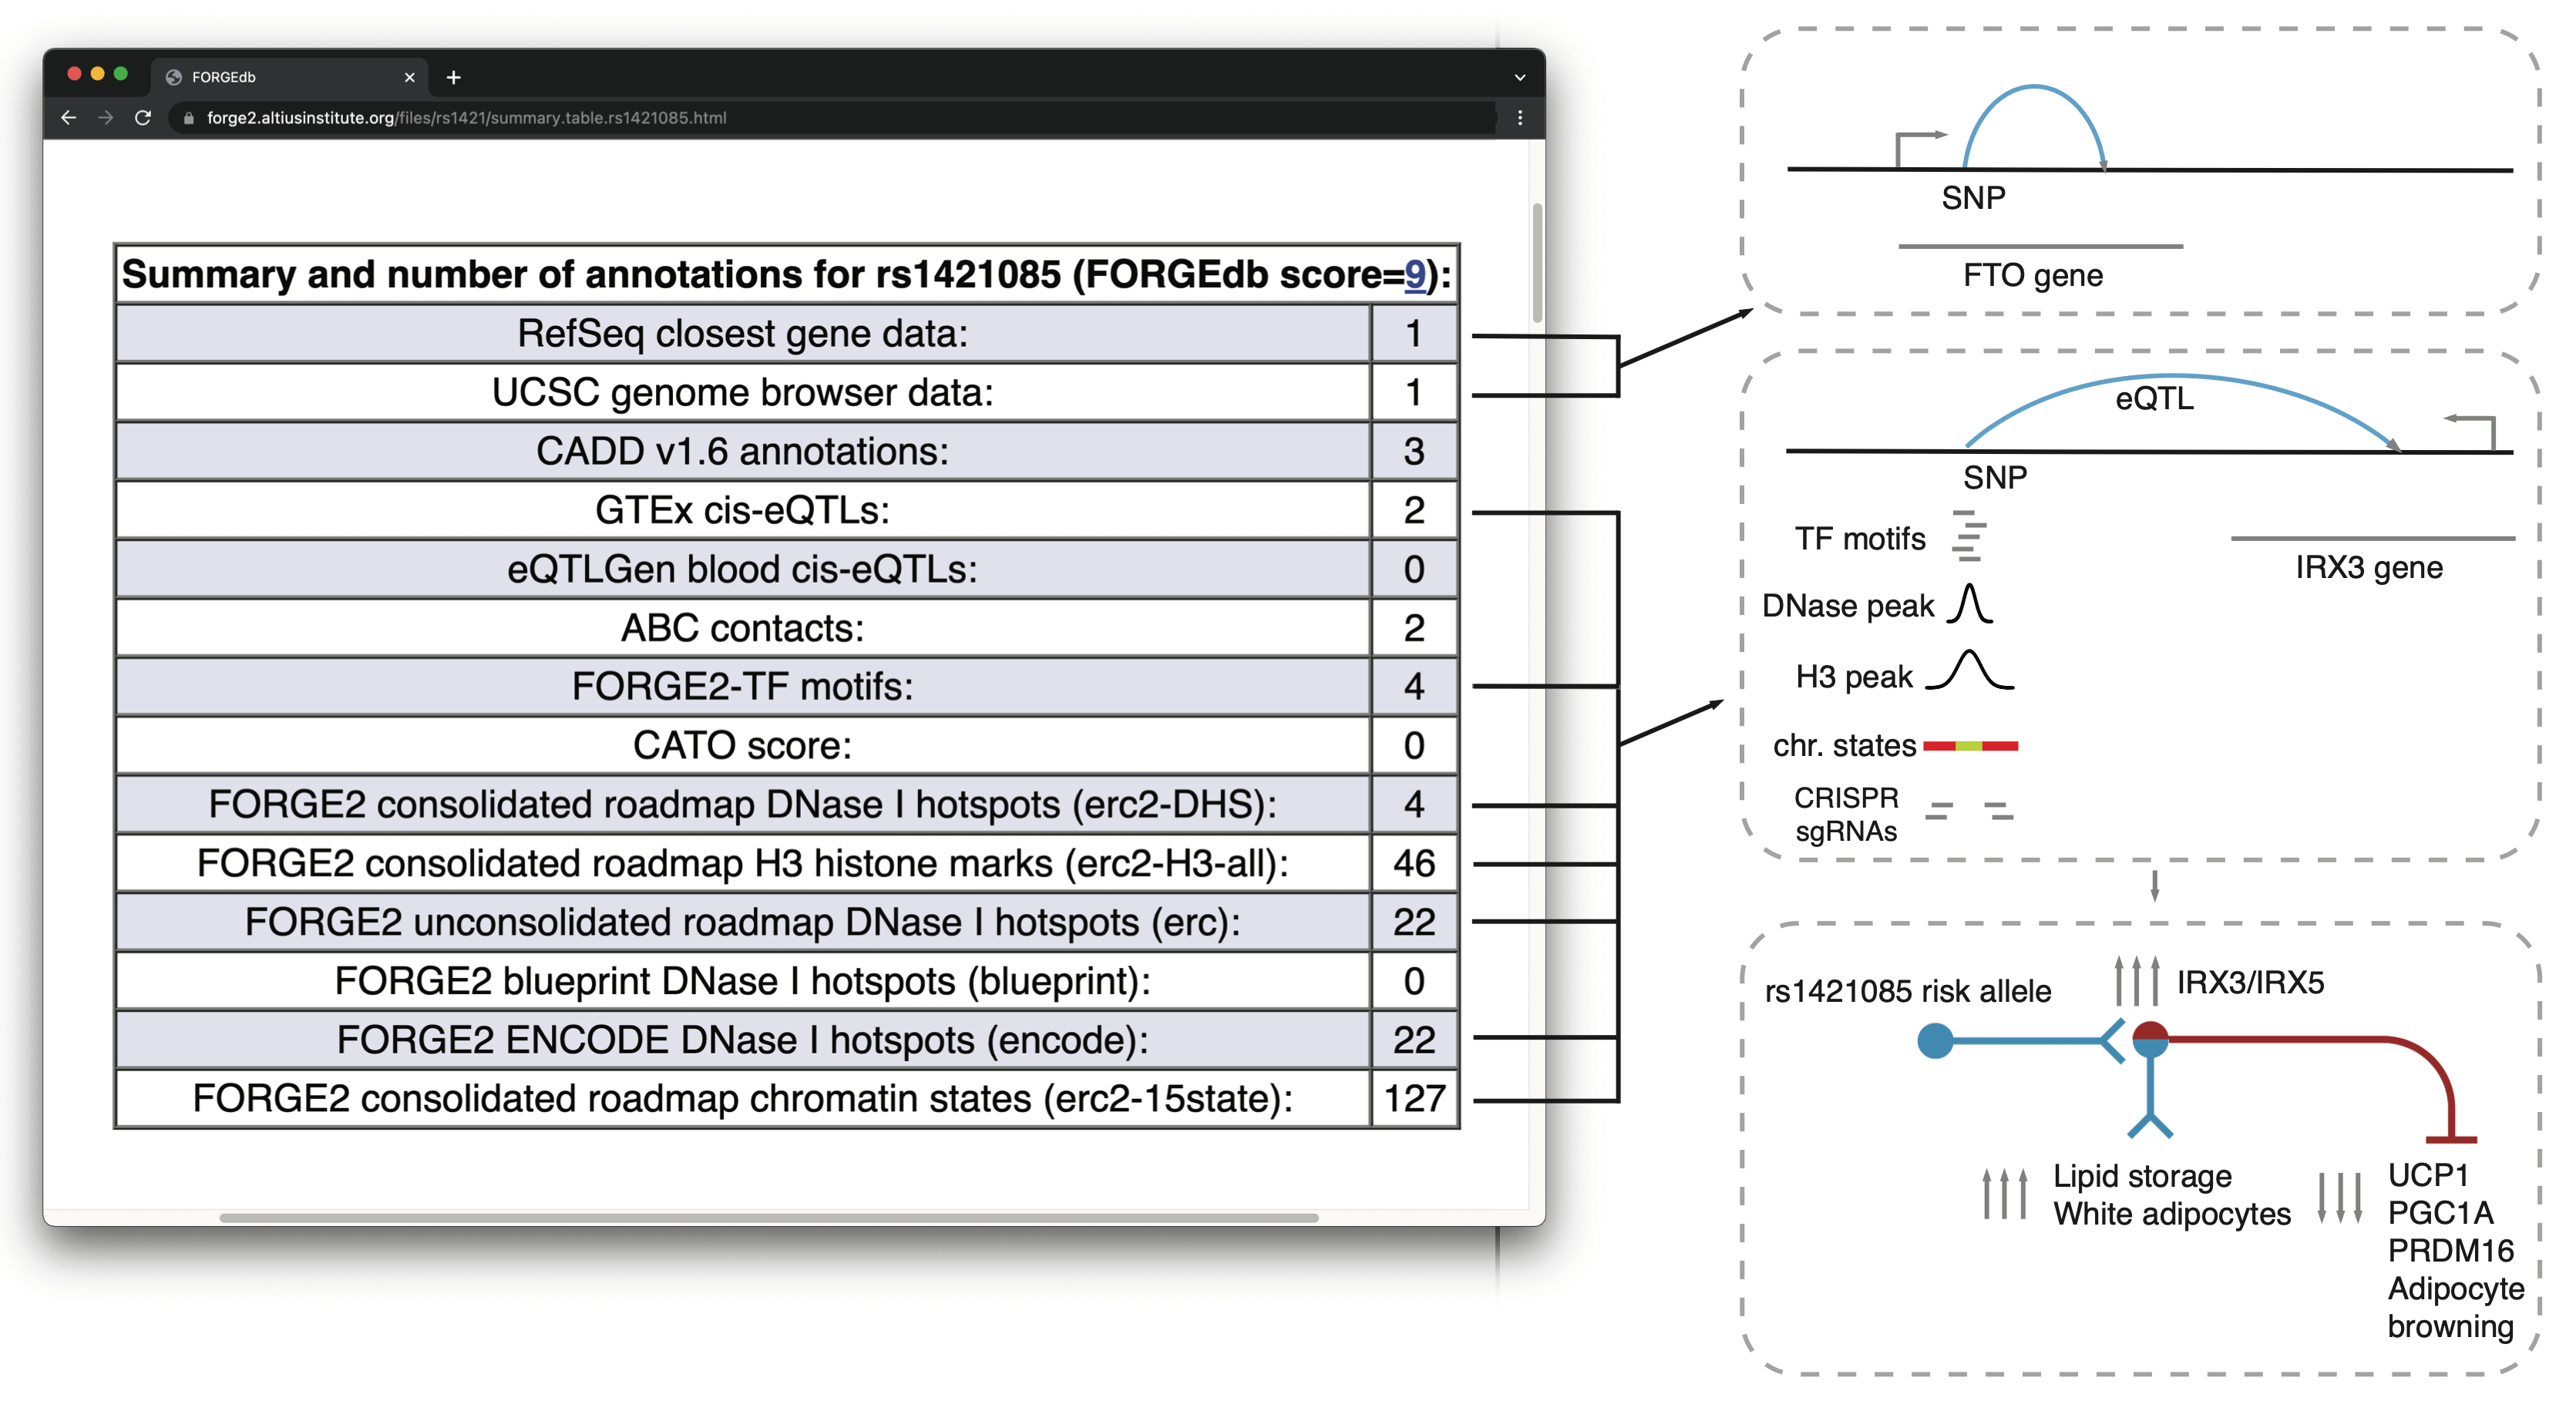 FORGEdb
forge2.altiusinstitute.org/files/rs1421/summary.table.rs1421085.html
Summary and number of annotations for rs1421085 (FORGEdb score=9):
RefSeq closest gene data: 1
UCSC genome browser data: 1
CADD v1.6 annotations: 3
GTEx cis-eQTLs: 2
eQTLGen blood cis-eQTLs: 0
ABC contacts: 2
FORGE2-TF motifs: 4
CATO score: 0
FORGE2 consolidated roadmap DNase I hotspots (erc2-DHS): 4
FORGE2 consolidated roadmap H3 histone marks (erc2-H3-all): 46
FORGE2 unconsolidated roadmap DNase I hotspots (erc): 22
FORGE2 blueprint DNase I hotspots (blueprint): 0
FORGE2 ENCODE DNase I hotspots (encode): 22
FORGE2 consolidated roadmap chromatin states (erc2-15state): 127
SNP
FTO gene
eQTL
SNP
TF motifs
IRX3 gene
DNase peak
H3 peak
chr. states
CRISPR
sgRNAs
rs1421085 risk allele
IRX3/IRX5
Lipid storage
White adipocytes
UCP1
PGC1A
PRDM16
Adipocyte
browning